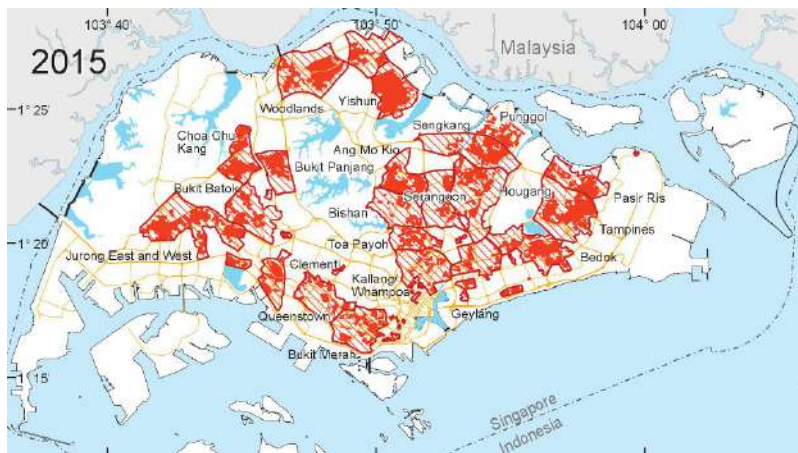 103° 40'
103° 50'
104° 00'
2015
Malaysia
1° 25'
Woodlands
Yishun
Punggol
Sengkang
Choa Chu
Kang
Ang Mo Kio
Bukit Panjang
Bukit Batok
Serangoon
Hougang
Pasir Ris
Bishan
Tampines
1° 20'
Toa Payoh
Jurong East and West
Clementi
Bedok
Kallang/
Whampoa
Queenstown
Geylang
Bukit Merah
1° 15'
Singapore
Indonesia